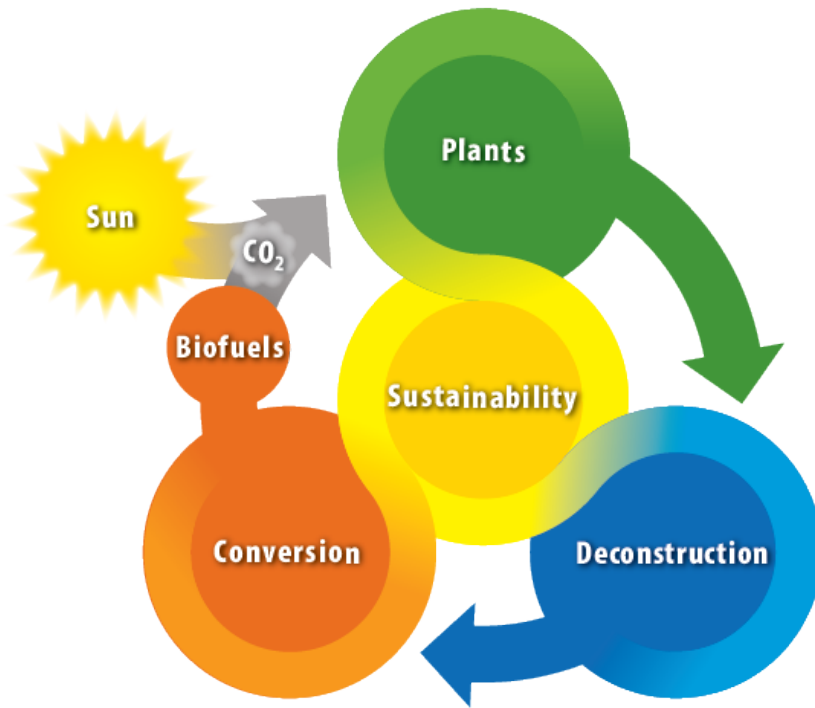 Plants
Sun
CO₂
Biofuels
Sustainability
Conversion
Deconstruction